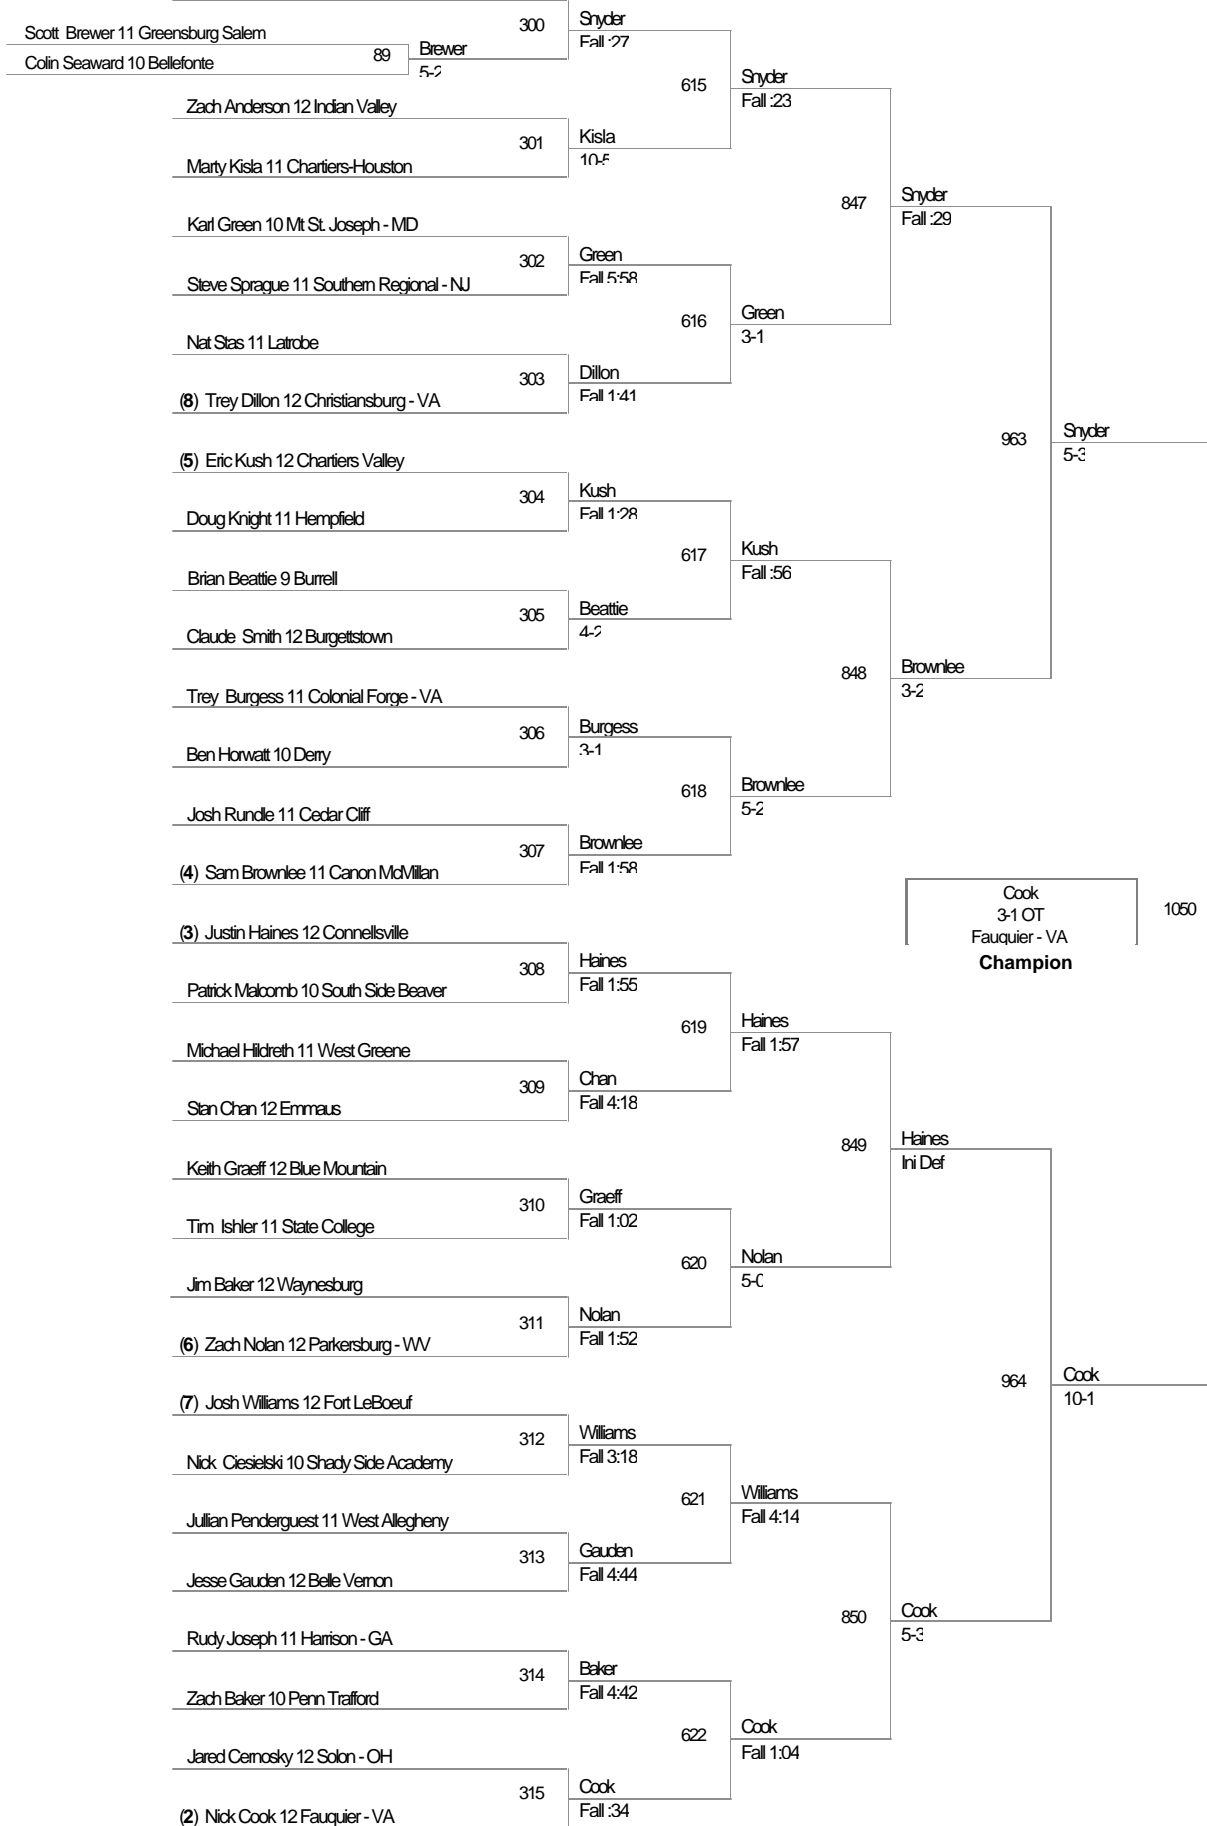 Scott Brewer 11 Greensburg Salem
Colin Seaward 10 Bellefonte
89
Brewer
5-2
300
Snyder
Fall :27
Zach Anderson 12 Indian Valley
Marty Kisla 11 Chartiers-Houston
301
Kisla
10-5
615
Snyder
Fall :23
Karl Green 10 Mt St. Joseph - MD
Steve Sprague 11 Southern Regional - NJ
302
Green
Fall 5:58
Nat Stas 11 Latrobe
(8) Trey Dillon 12 Christiansburg - VA
303
Dillon
Fall 1:41
616
Green
3-1
847
Snyder
Fall :29
(5) Eric Kush 12 Chartiers Valley
Doug Knight 11 Hempfield
304
Kush
Fall 1:28
Brian Beattie 9 Burrell
Claude Smith 12 Burgettstown
305
Beattie
4-2
617
Kush
Fall :56
Trey Burgess 11 Colonial Forge - VA
Ben Horwatt 10 Derry
306
Burgess
3-1
Josh Rundle 11 Cedar Cliff
(4) Sam Brownlee 11 Canon McMillan
307
Brownlee
Fall 1:58
618
Brownlee
5-2
848
Brownlee
3-2
963
Snyder
5-3
Cook
3-1 OT
Fauquier - VA
Champion
1050
(3) Justin Haines 12 Connellsville
Patrick Malcomb 10 South Side Beaver
308
Haines
Fall 1:55
Michael Hildreth 11 West Greene
Stan Chan 12 Emmaus
309
Chan
Fall 4:18
619
Haines
Fall 1:57
Keith Graeff 12 Blue Mountain
Tim Ishler 11 State College
310
Graeff
Fall 1:02
Jim Baker 12 Waynesburg
(6) Zach Nolan 12 Parkersburg - WV
311
Nolan
Fall 1:52
620
Nolan
5-0
849
Haines
Inj Def
(7) Josh Williams 12 Fort LeBoeuf
Nick Ciesielski 10 Shady Side Academy
312
Williams
Fall 3:18
Jullian Penderguest 11 West Allegheny
Jesse Gauden 12 Belle Vernon
313
Gauden
Fall 4:44
621
Williams
Fall 4:14
Rudy Joseph 11 Harrison - GA
Zach Baker 10 Penn Trafford
314
Baker
Fall 4:42
Jared Cernosky 12 Solon - OH
(2) Nick Cook 12 Fauquier - VA
315
Cook
Fall :34
622
Cook
Fall 1:04
850
Cook
5-3
964
Cook
10-1